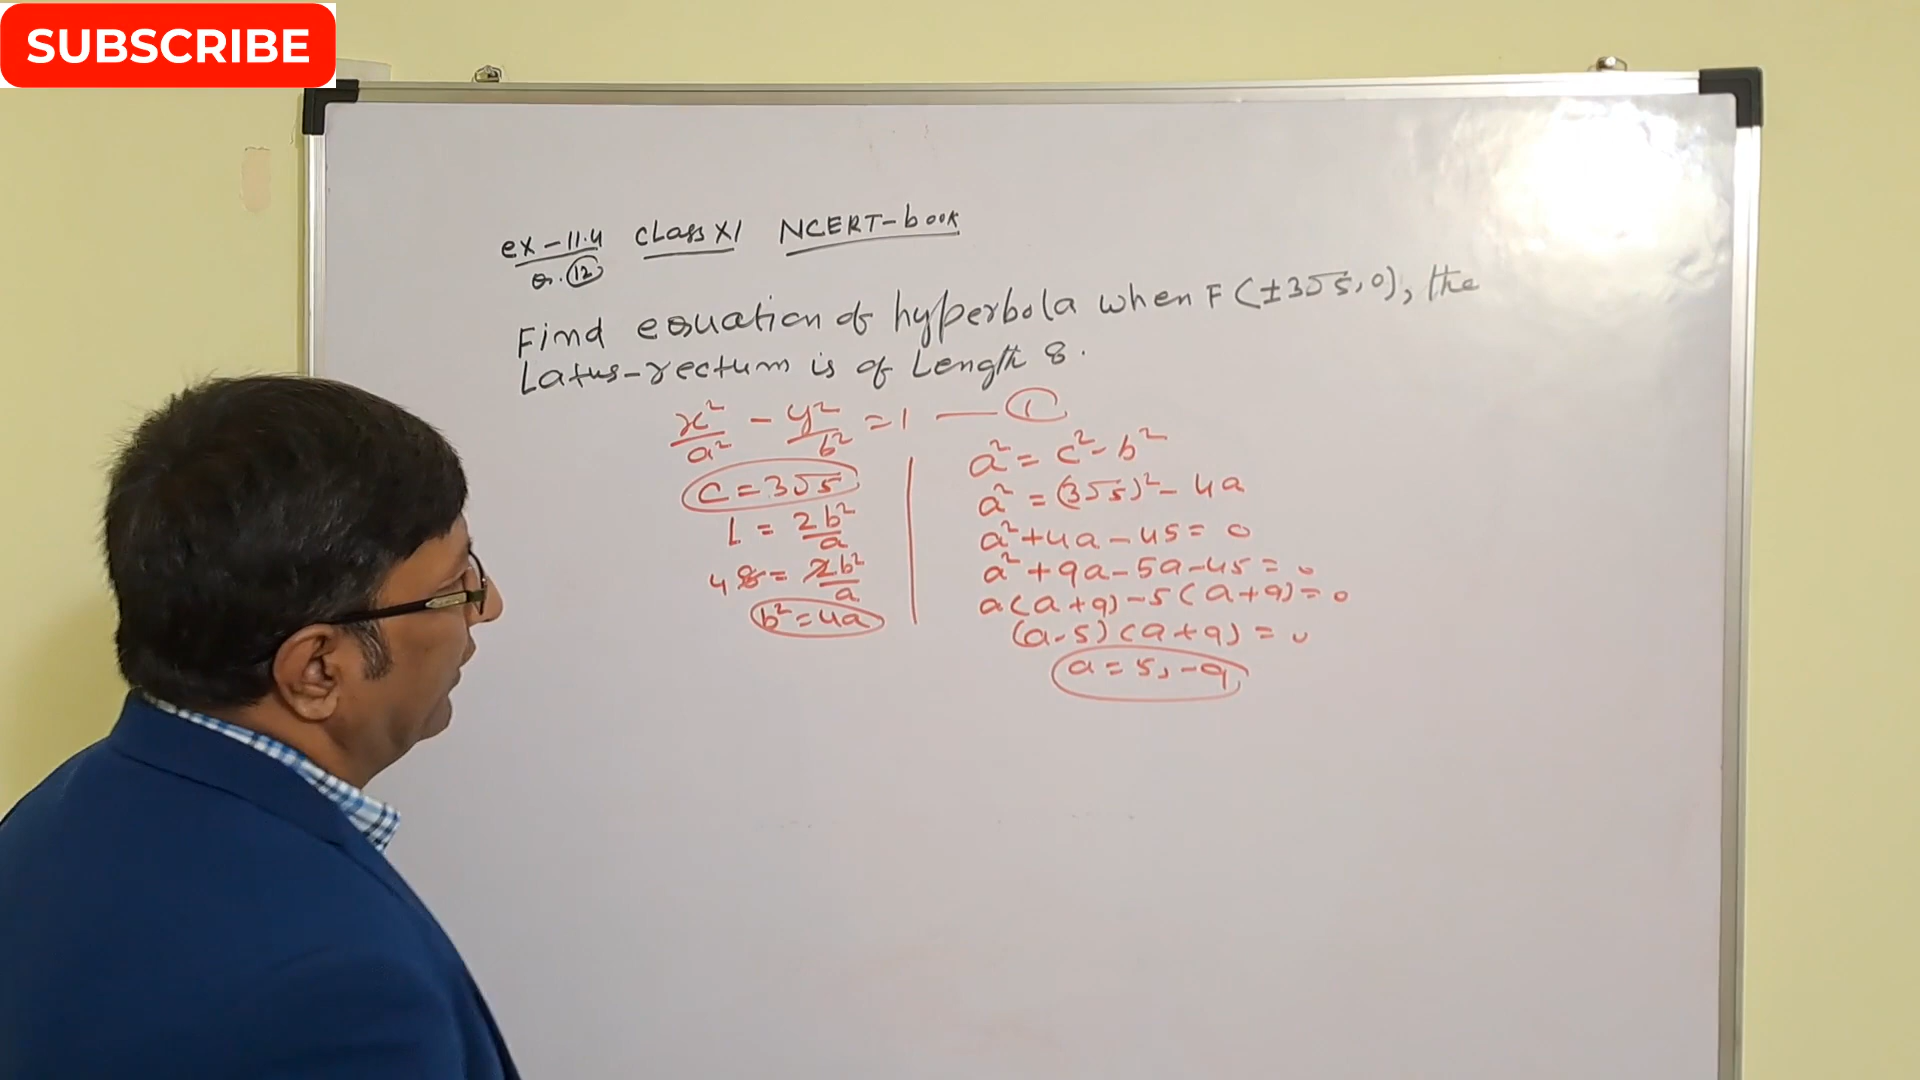 SUBSCRIBE
ex-11.4 class XI NCERT-book
Q.12
Find equation of hyperbola when F(±3√5,0), the
Latus-rectum is of Length 8.
x²/a² - y²/b² = 1 — 1
c = 3√5
L = 2b²/a
4 8 = 2b²/a
b² = 4a
a² = c² - b²
a² = (3√5)² - 4a
a² + 4a - 45 = 0
a² + 9a - 5a - 45 = 0
a(a+9) - 5(a+9) = 0
(a-5)(a+9) = 0
a = 5, -9